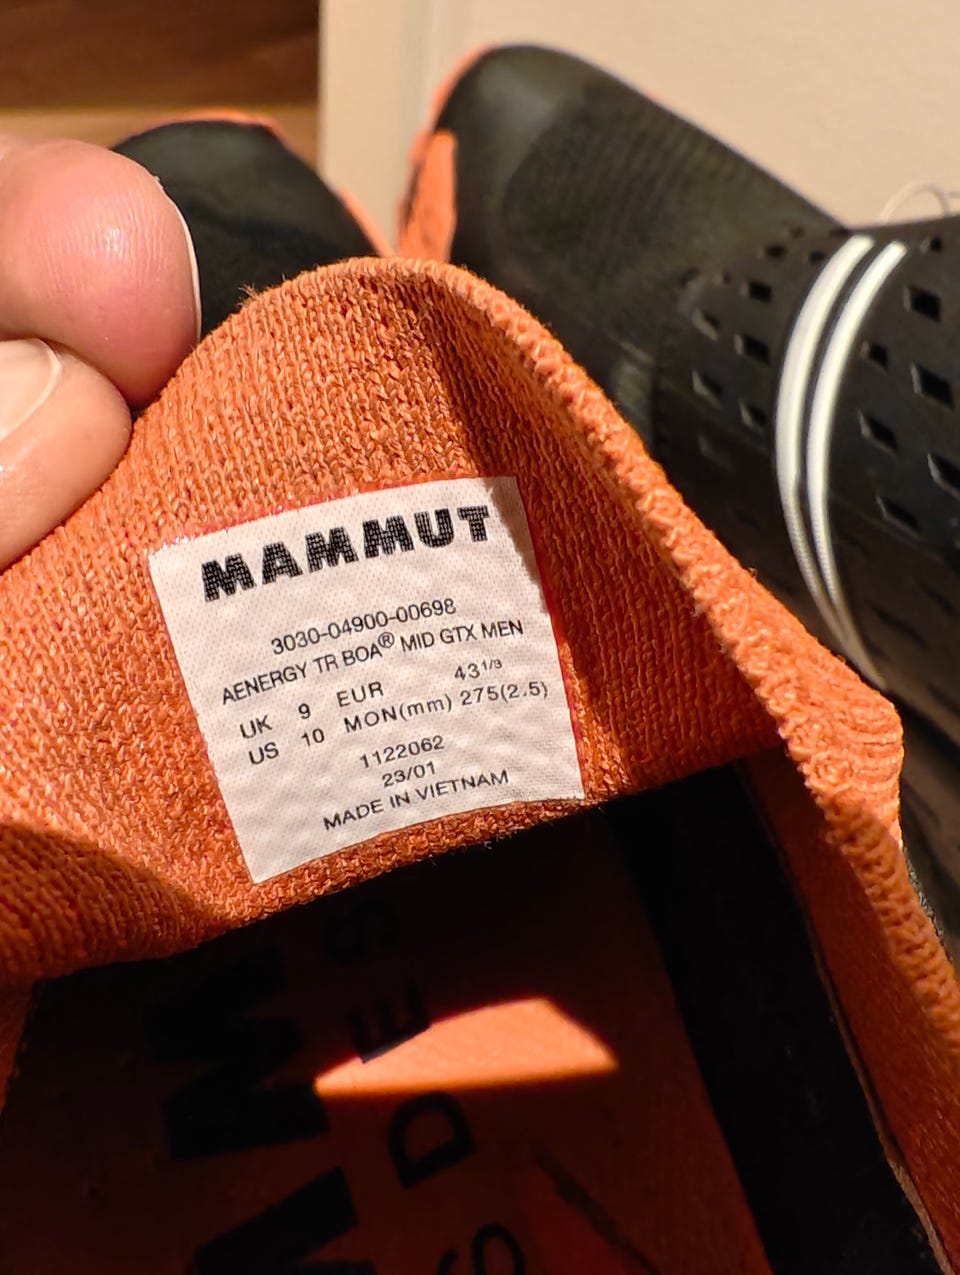 MAMMUT
3030-04900-00698
AENERGY TR BOA® MID GTX MEN
UK 9 EUR 43 1/3
US 10 MON(mm) 275(2.5)
1122062
23/01
MADE IN VIETNAM